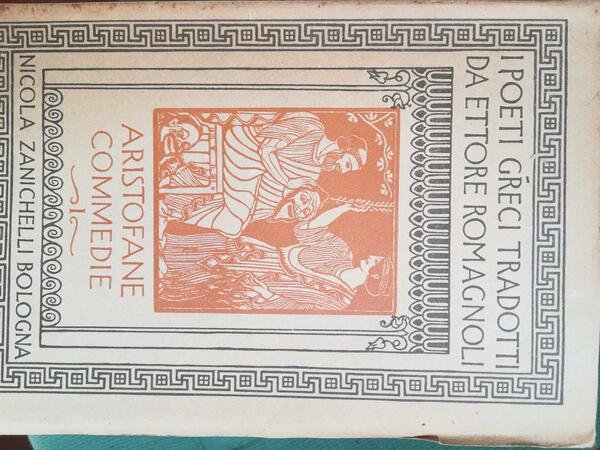 I POETI GRECI TRADOTTI
DA ETTORE ROMAGNOLI
ARISTOFANE
COMMEDIE
I
NICOLA ZANICHELLI BOLOGNA